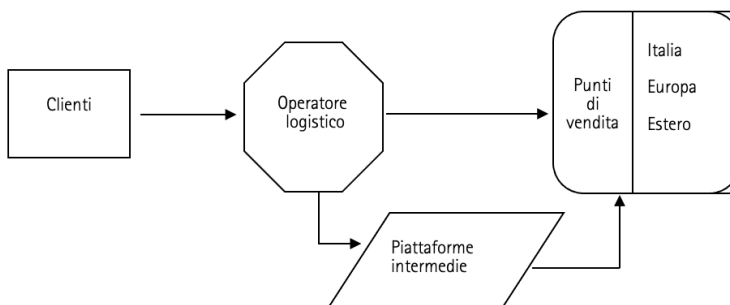 Clienti
Operatore
logistico
Punti
di
vendita
Italia
Europa
Estero
Piattaforme
intermedie